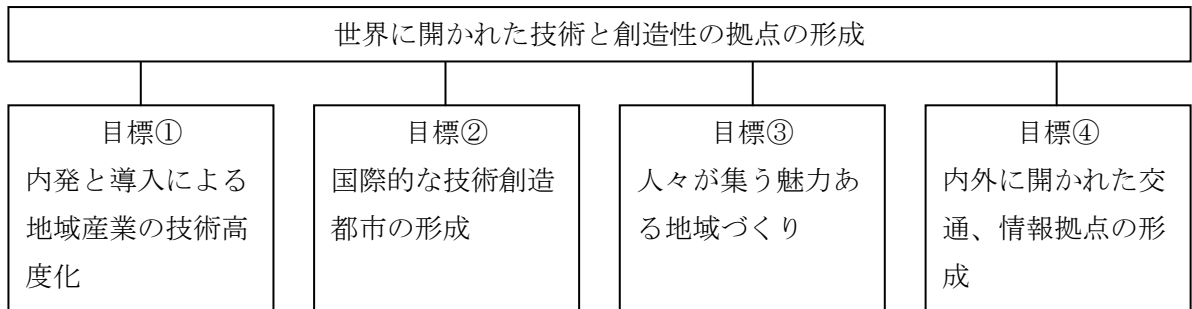 世界に開かれた技術と創造性の拠点の形成
目標①
内発と導入による
地域産業の技術高
度化
目標②
国際的な技術創造
都市の形成
目標③
人々が集う魅力あ
る地域づくり
目標④
内外に開かれた交
通、情報拠点の形
成